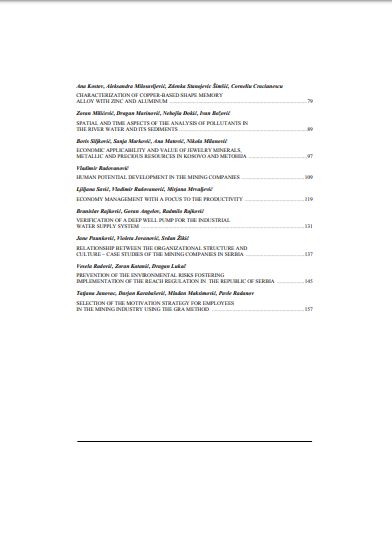 Ana Kostov, Aleksandra Milosavljević, Zdenka Stanojević Šimšić, Corneliu Craciunescu
CHARACTERIZATION OF COPPER-BASED SHAPE MEMORY
ALLOY WITH ZINC AND ALUMINUM ... 79
Zoran Milićević, Dragan Marinović, Nebojša Đokić, Ivan Božović
SPATIAL AND TIME ASPECTS OF THE ANALYSIS OF POLLUTANTS IN
THE RIVER WATER AND ITS SEDIMENTS ... 89
Boris Siljković, Sanja Marković, Ana Matović, Nikola Milanović
ECONOMIC APPLICABILITY AND VALUE OF JEWELRY MINERALS,
METALLIC AND PRECIOUS RESOURCES IN KOSOVO AND METOHIJA ... 97
Vladimir Radovanović
HUMAN POTENTIAL DEVELOPMENT IN THE MINING COMPANIES ... 109
Ljiljana Savić, Vladimir Radovanović, Mirjana Mrvaljević
ECONOMY MANAGEMENT WITH A FOCUS TO THE PRODUCTIVITY ... 119
Branislav Rajković, Goran Angelov, Radmilo Rajković
VERIFICATION OF A DEEP WELL PUMP FOR THE INDUSTRIAL
WATER SUPPLY SYSTEM ... 131
Jane Paunković, Violeta Jovanović, Srđan Žikić
RELATIONSHIP BETWEEN THE ORGANIZATIONAL STRUCTURE AND
CULTURE – CASE STUDIES OF THE MINING COMPANIES IN SERBIA ... 137
Vesela Radović, Zoran Katanić, Dragan Lukač
PREVENTION OF THE ENVIRONMENTAL RISKS FOSTERING
IMPLEMENTATION OF THE REACH REGULATION IN THE REPUBLIC OF SERBIA ... 145
Tatjana Janovac, Darjan Karabašević, Mladan Maksimović, Pavle Radanov
SELECTION OF THE MOTIVATION STRATEGY FOR EMPLOYEES
IN THE MINING INDUSTRY USING THE GRA METHOD ... 157